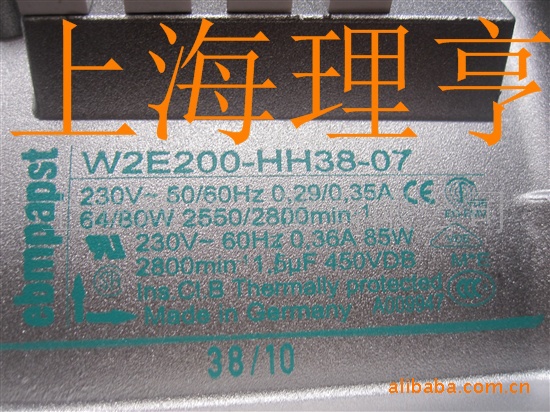 上海理亨
ebmpapst
W2E200-HH38-07
230V~ 50/60Hz 0,29/0,35A
64/80W 2550/2800min-1
230V~ 60Hz 0,36A 85W
2800min-1 1,5µF 450VDB
Ins.Cl.B Thermally protected
Made in Germany
38/10
alibaba.com.cn